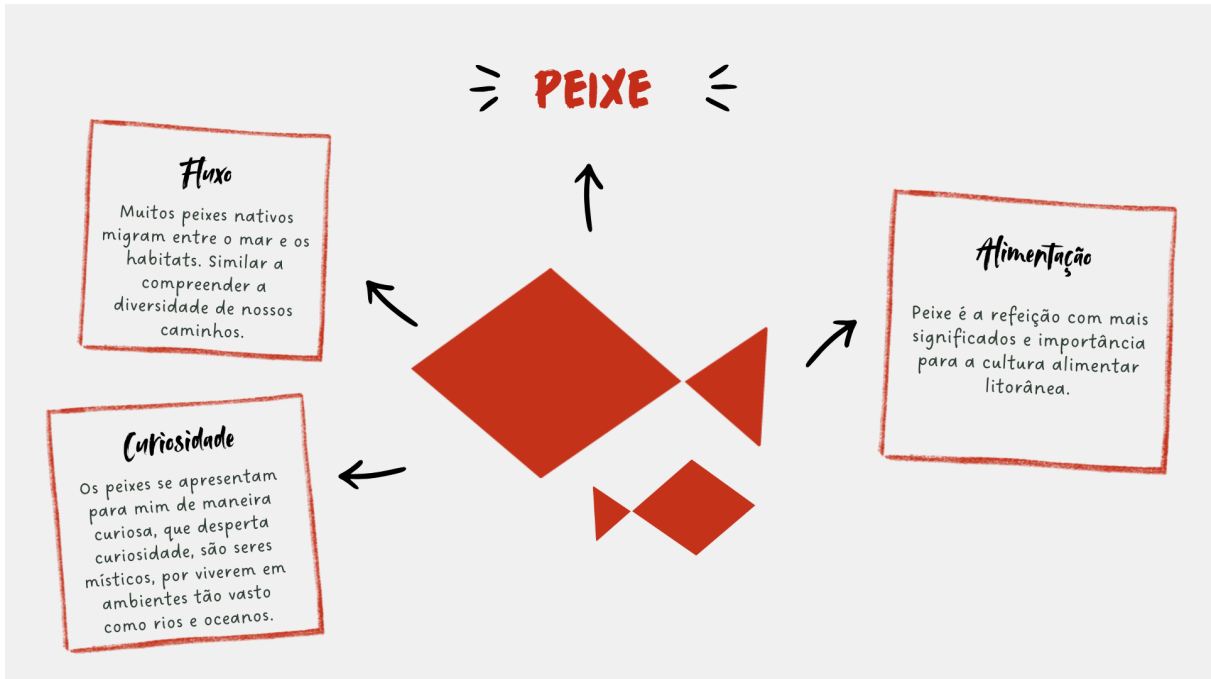 PEIXE
Fluxo
Muitos peixes nativos
migram entre o mar e os
habitats. Similar a
compreender a
diversidade de nossos
caminhos.
Alimentação
Peixe é a refeição com mais
significados e importância
para a cultura alimentar
litorânea.
Curiosidade
Os peixes se apresentam
para mim de maneira
curiosa, que desperta
curiosidade, são seres
místicos, por viverem em
ambientes tão vasto
como rios e oceanos.